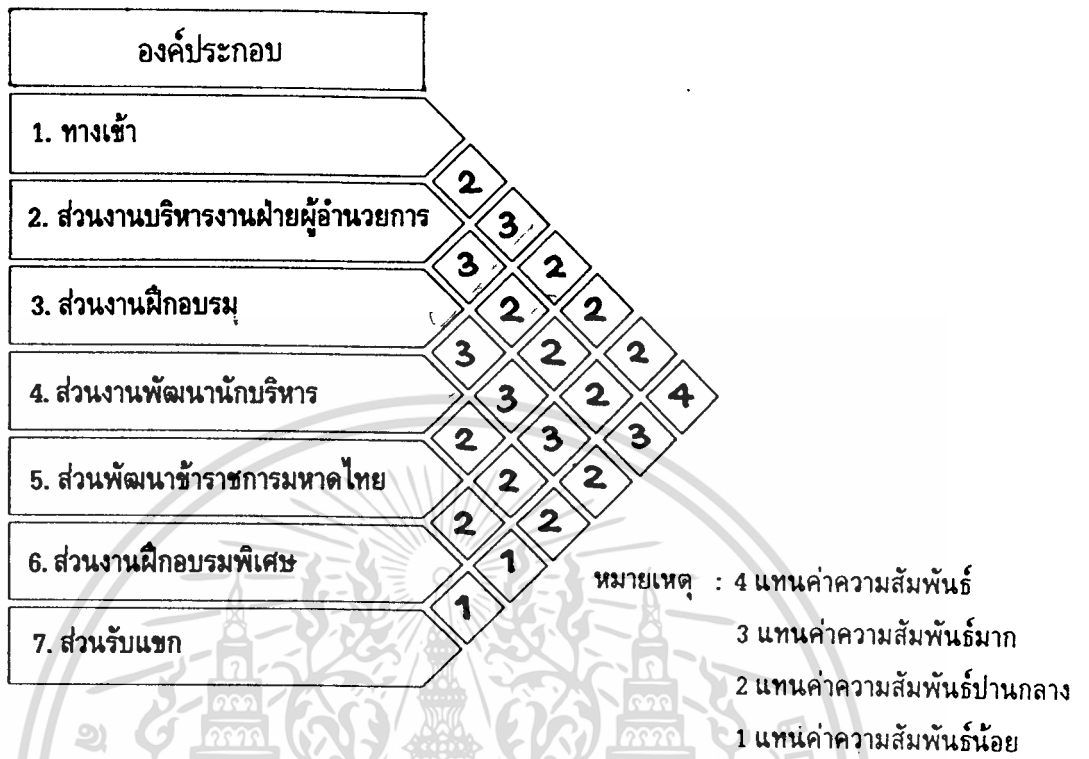 องค์ประกอบ
1. ทางเข้า
2. ส่วนงานบริหารงานฝ่ายผู้อำนวยการ
3. ส่วนงานฝึกอบรม
4. ส่วนงานพัฒนานักบริหาร
5. ส่วนพัฒนาข้าราชการมหาดไทย
6. ส่วนงานฝึกอบรมพิเศษ
7. ส่วนรับแขก
2
3
3 2
2 2
3 2 2
3 2 4
2 3 3
2 2
2 2
1
1
หมายเหตุ : 4 แทนค่าความสัมพันธ์
3 แทนค่าความสัมพันธ์มาก
2 แทนค่าความสัมพันธ์ปานกลาง
1 แทนค่าความสัมพันธ์น้อย